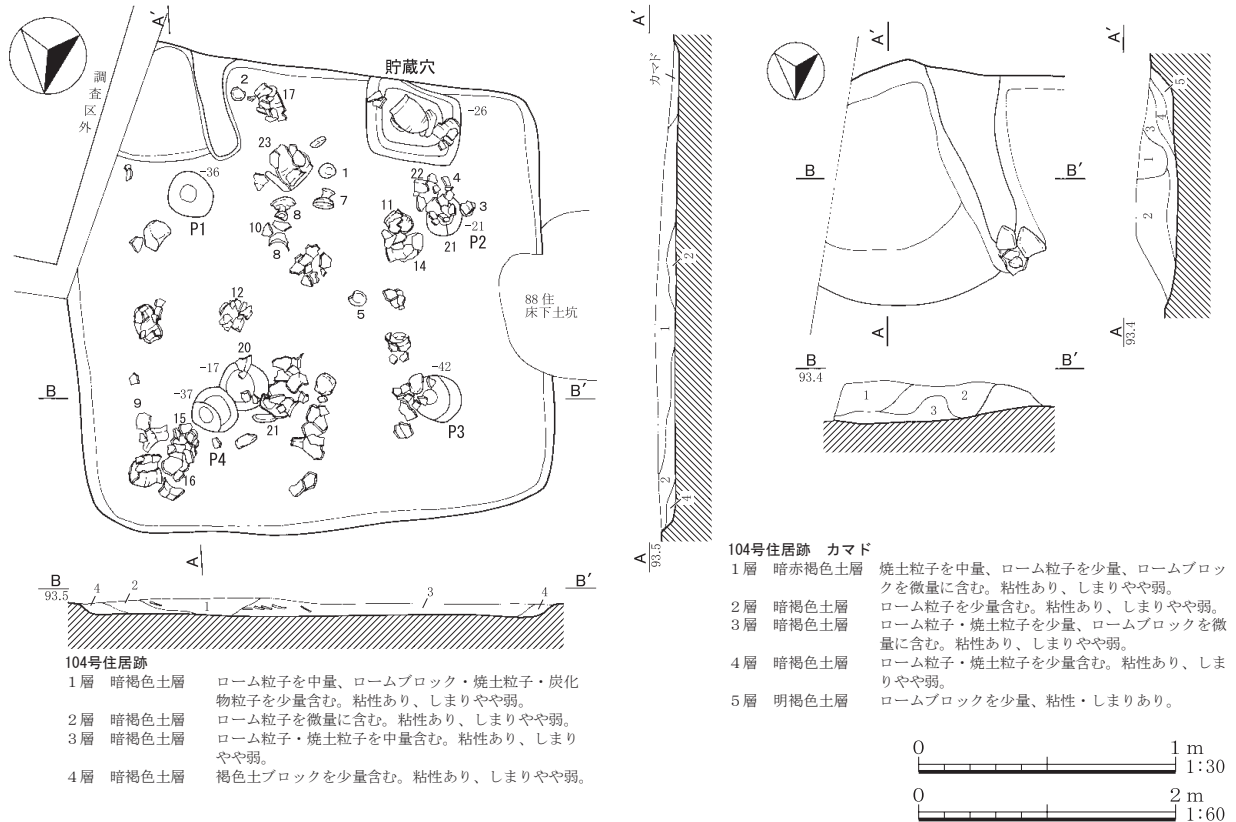 A′
調査区外
貯蔵穴
2
17
-26
23
1
-36
22
4
7
3
8
11
P1
10
-21
P2
8
21
14
88住
床下土坑
12
5
20
-17
-42
-37
B
B′
9
15
21
P3
P4
16
A
B
93.5
B′
4
2
1
3
4
104号住居跡
1層 暗褐色土層 ローム粒子を中量、ロームブロック・焼土粒子・炭化
物粒子を少量含む。粘性あり、しまりやや弱。
2層 暗褐色土層 ローム粒子を微量に含む。粘性あり、しまりやや弱。
3層 暗褐色土層 ローム粒子・焼土粒子を中量含む。粘性あり、しまり
やや弱。
4層 暗褐色土層 褐色土ブロックを少量含む。粘性あり、しまりやや弱。
A′
カマド
2
1
2
4
A
93.5
A′
B
B′
A
A′
5
4
3
1
2
A
93.4
B
93.4
B′
1
2
3
104号住居跡 カマド
1層 暗赤褐色土層 焼土粒子を中量、ローム粒子を少量、ロームブロッ
クを微量に含む。粘性あり、しまりやや弱。
2層 暗褐色土層 ローム粒子を少量含む。粘性あり、しまりやや弱。
3層 暗褐色土層 ローム粒子・焼土粒子を少量、ロームブロックを微
量に含む。粘性あり、しまりやや弱。
4層 暗褐色土層 ローム粒子・焼土粒子を少量含む。粘性あり、しま
りやや弱。
5層 明褐色土層 ロームブロックを少量、粘性・しまりあり。
0 1 m
1:30
0 2 m
1:60